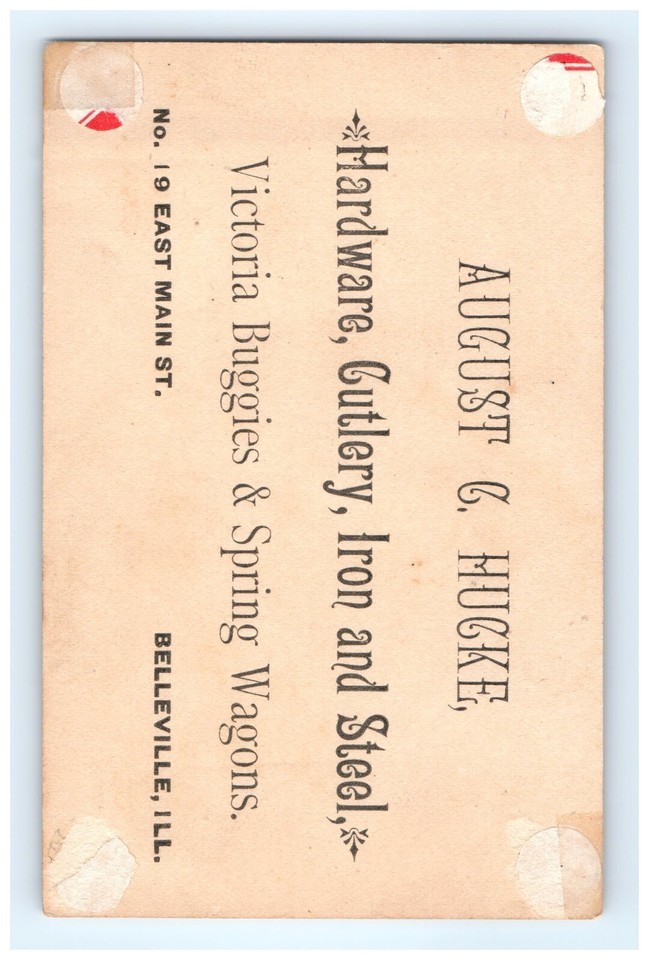 AUGUST C. HUCKE,
Hardware, Cutlery, Iron and Steel,
Victoria Buggies & Spring Wagons.
No. 19 EAST MAIN ST. BELLEVILLE, ILL.